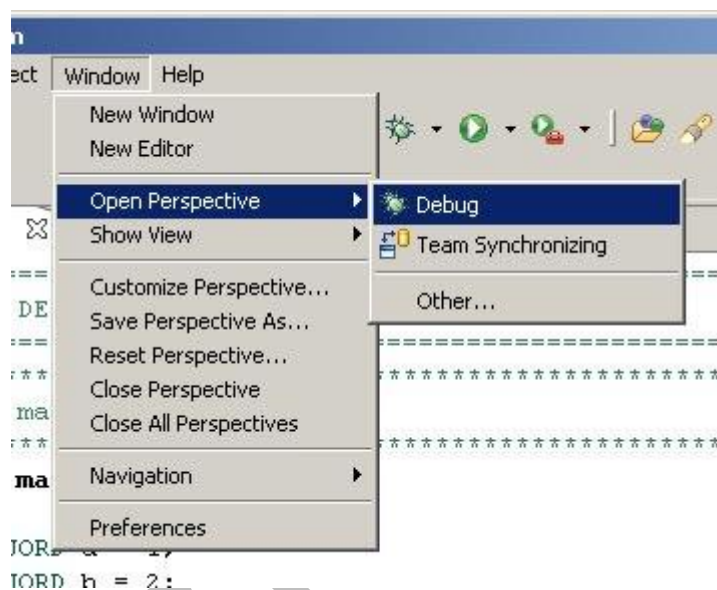 Window Help
New Window
New Editor
Open Perspective
Debug
Show View
Team Synchronizing
Customize Perspective...
Other...
Save Perspective As...
Reset Perspective...
Close Perspective
Close All Perspectives
Navigation
Preferences
DE
==
***
ma
***
ma
b = 2;